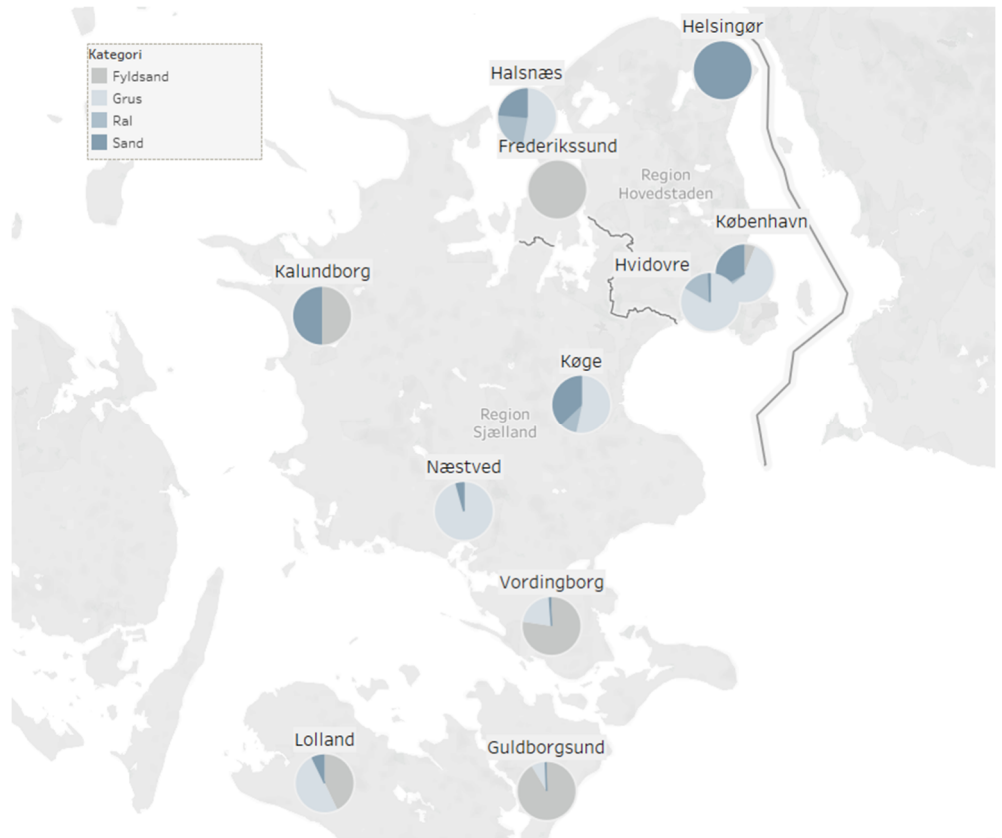 Kategori
Fyldsand
Grus
Ral
Sand
Helsingør
Halsnæs
Frederikssund
Region
Hovedstaden
København
Hvidovre
Kalundborg
Køge
Region
Sjælland
Næstved
Vordingborg
Lolland
Guldborgsund